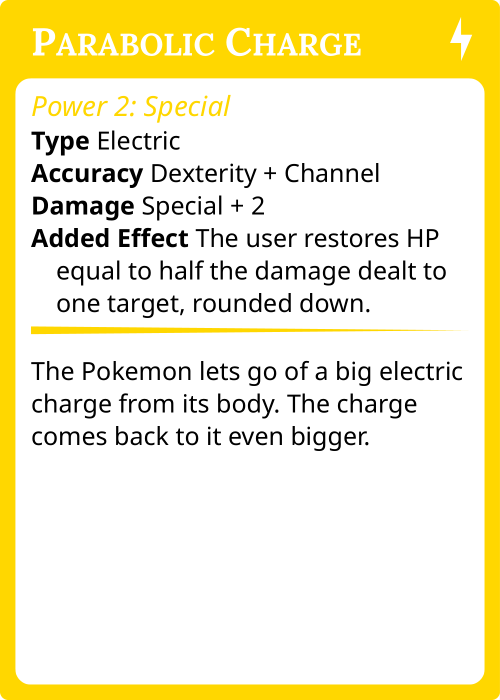 Parabolic Charge
Power 2: Special
Type Electric
Accuracy Dexterity + Channel
Damage Special + 2
Added Effect The user restores HP
equal to half the damage dealt to
one target, rounded down.
The Pokemon lets go of a big electric
charge from its body. The charge
comes back to it even bigger.